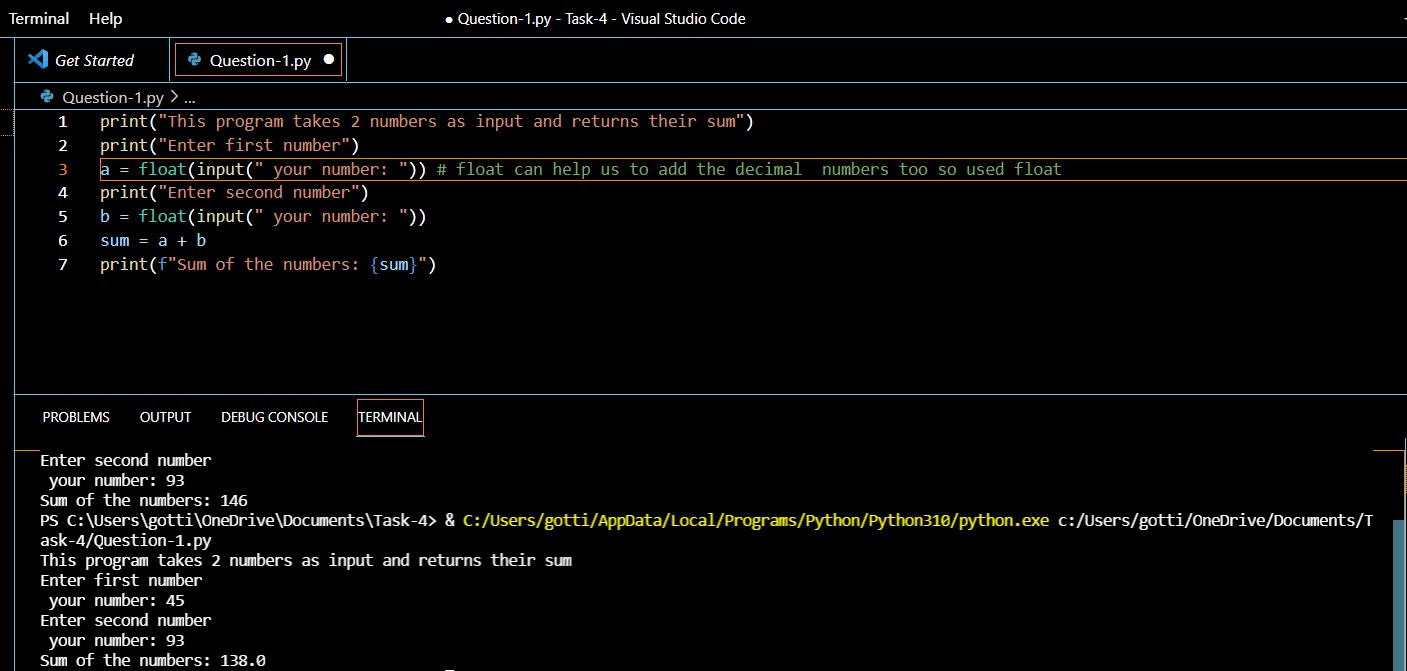 Terminal Help ● Question-1.py - Task-4 - Visual Studio Code
Get Started Question-1.py ●
Question-1.py > ...
1 print("This program takes 2 numbers as input and returns their sum")
2 print("Enter first number")
3 a = float(input(" your number: ")) # float can help us to add the decimal  numbers too so used float
4 print("Enter second number")
5 b = float(input(" your number: "))
6 sum = a + b
7 print(f"Sum of the numbers: {sum}")
PROBLEMS OUTPUT DEBUG CONSOLE TERMINAL
Enter second number
 your number: 93
Sum of the numbers: 146
PS C:\Users\gotti\OneDrive\Documents\Task-4> & C:/Users/gotti/AppData/Local/Programs/Python/Python310/python.exe c:/Users/gotti/OneDrive/Documents/T
ask-4/Question-1.py
This program takes 2 numbers as input and returns their sum
Enter first number
 your number: 45
Enter second number
 your number: 93
Sum of the numbers: 138.0